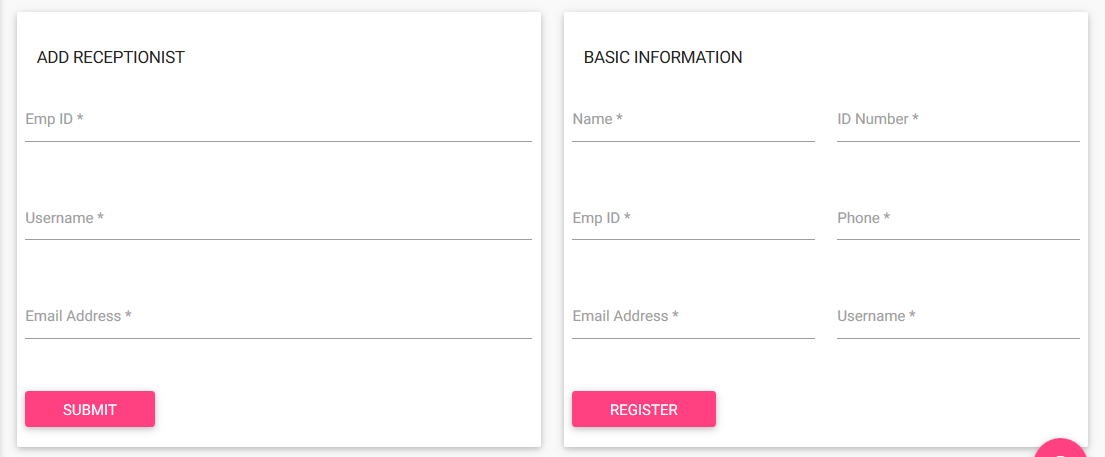 ADD RECEPTIONIST
Emp ID *
Username *
Email Address *
SUBMIT
BASIC INFORMATION
Name *
ID Number *
Emp ID *
Phone *
Email Address *
Username *
REGISTER